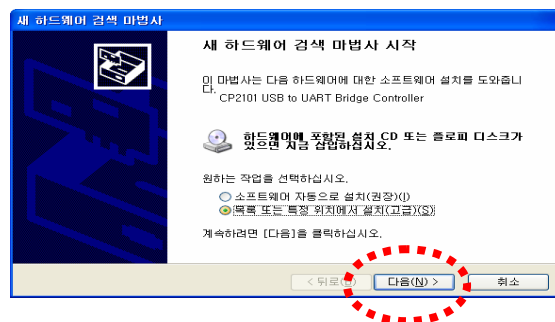 새 하드웨어 검색 마법사
새 하드웨어 검색 마법사 시작
이 마법사는 다음 하드웨어에 대한 소프트웨어 설치를 도와줍니
다.
CP2101 USB to UART Bridge Controller
하드웨어에 포함된 설치 CD 또는 플로피 디스크가
있으면 지금 삽입하십시오.
원하는 작업을 선택하십시오.
소프트웨어 자동으로 설치(권장)(I)
목록 또는 특정 위치에서 설치(고급)(S)
계속하려면 [다음]을 클릭하십시오.
< 뒤로(B) 다음(N) > 취소